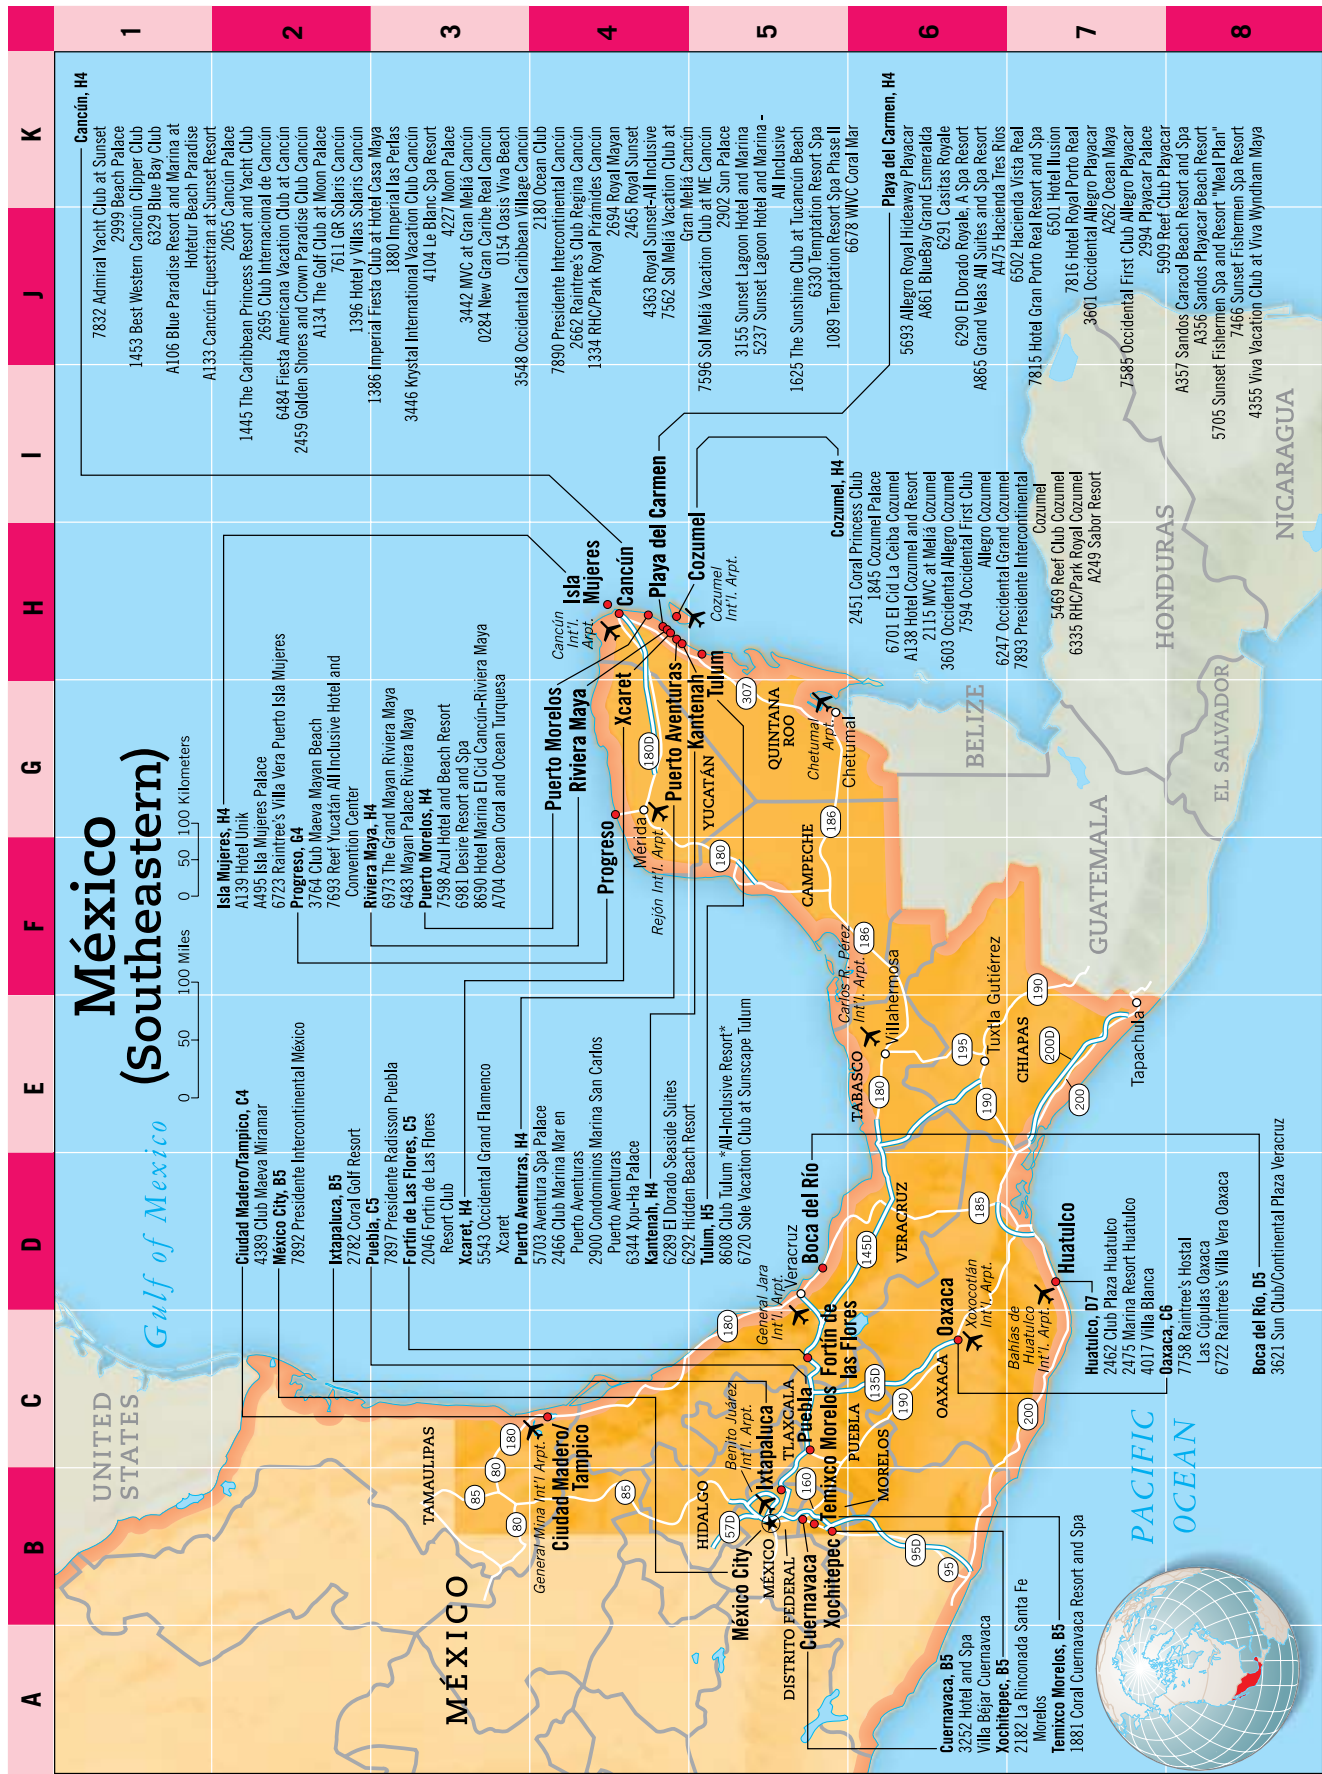 México
(Southeastern)
0 50 100 Miles
0 50 100 Kilometers
A
B
C
D
E
F
G
H
I
J
K
1
2
3
4
5
6
7
8
Gulf of Mexico
PACIFIC
OCEAN
UNITED
STATES
MÉXICO
GUATEMALA
BELIZE
HONDURAS
EL SALVADOR
NICARAGUA
Ciudad Madero/Tampico, C4
4389 Club Maeva Miramar
México City, B5
7892 Presidente Intercontinental México
Ixtapaluca, B5
2782 Coral Golf Resort
Puebla, C5
7897 Presidente Radisson Puebla
Fortín de Las Flores, C5
2046 Fortín de Las Flores
Resort Club
Xcaret, H4
5543 Occidental Grand Flamenco
Xcaret
Puerto Aventuras, H4
5703 Aventura Spa Palace
2466 Club Marina Mar en
Puerto Aventuras
2900 Condominios Marina San Carlos
Puerto Aventuras
6344 Xpu-Ha Palace
Kantenah, H4
6289 El Dorado Seaside Suites
6292 Hidden Beach Resort
Tulum, H5
8608 Club Tulum *All-Inclusive Resort*
6720 Sole Vacation Club at Sunscape Tulum
Isla Mujeres, H4
A139 Hotel Unik
A495 Isla Mujeres Palace
6723 Raintree's Villa Vera Puerto Isla Mujeres
Progreso, G4
3764 Club Maeva Mayan Beach
7693 Reef Yucatán All Inclusive Hotel and
Convention Center
Riviera Maya, H4
6973 The Grand Mayan Riviera Maya
6483 Mayan Palace Riviera Maya
Puerto Morelos, H4
7598 Azul Hotel and Beach Resort
6981 Desire Resort and Spa
8690 Hotel Marina El Cid Cancún-Riviera Maya
A704 Ocean Coral and Ocean Turquesa
Cancún, H4
7832 Admiral Yacht Club at Sunset
2999 Beach Palace
1453 Best Western Cancún Clipper Club
6329 Blue Bay Club
A106 Blue Paradise Resort and Marina at
Hotetur Beach Paradise
A133 Cancún Equestrian at Sunset Resort
2065 Cancún Palace
1445 The Caribbean Princess Resort and Yacht Club
2695 Club Internacional de Cancún
6484 Fiesta Americana Vacation Club at Cancún
2459 Golden Shores and Crown Paradise Club Cancún
A134 The Golf Club at Moon Palace
7611 GR Solaris Cancún
1396 Hotel y Villas Solaris Cancún
1386 Imperial Fiesta Club at Hotel Casa Maya
1880 Imperial las Perlas
3446 Krystal International Vacation Club Cancún
4104 Le Blanc Spa Resort
4227 Moon Palace
3442 MVC at Gran Meliá Cancún
0284 New Gran Caribe Real Cancún
0154 Oasis Viva Beach
3548 Occidental Caribbean Village Cancún
2180 Ocean Club
7890 Presidente Intercontinental Cancún
2662 Raintree's Club Regina Cancún
1334 RHC/Park Royal Pirámides Cancún
2694 Royal Mayan
2465 Royal Sunset
4363 Royal Sunset-All Inclusive
7562 Sol Meliá Vacation Club at
Gran Meliá Cancún
7596 Sol Meliá Vacation Club at ME Cancún
2902 Sun Palace
3155 Sunset Lagoon Hotel and Marina
5237 Sunset Lagoon Hotel and Marina -
All Inclusive
1625 The Sunshine Club at Tucancún Beach
6330 Temptation Resort Spa
1089 Temptation Resort Spa Phase II
6678 WIVC Coral Mar
Playa del Carmen, H4
5693 Allegro Royal Hideaway Playacar
A861 BlueBay Grand Esmeralda
6291 Casitas Royale
6290 El Dorado Royale, A Spa Resort
A865 Grand Velas All Suites and Spa Resort
A475 Hacienda Tres Ríos
6502 Hacienda Vista Real
7815 Hotel Gran Porto Real Resort and Spa
6501 Hotel Illusion
7816 Hotel Royal Porto Real
3601 Occidental Allegro Playacar
A262 Ocean Maya
7585 Occidental First Club Allegro Playacar
2994 Playacar Palace
5909 Reef Club Playacar
A357 Sandos Caracol Beach Resort and Spa
A356 Sandos Playacar Beach Resort
5705 Sunset Fishermen Spa and Resort "Meal Plan"
7466 Sunset Fishermen Spa Resort
4355 Viva Vacation Club at Viva Wyndham Maya
Cozumel, H4
2451 Coral Princess Club
1845 Cozumel Palace
6701 El Cid La Ceiba Cozumel
A138 Hotel Cozumel and Resort
2115 MVC at Meliá Cozumel
3603 Occidental Allegro Cozumel
7594 Occidental First Club
Allegro Cozumel
6247 Occidental Grand Cozumel
7893 Presidente Intercontinental
Cozumel
5469 Reef Club Cozumel
6335 RHC/Park Royal Cozumel
A249 Sabor Resort
Huatulco, D7
2462 Club Plaza Huatulco
2475 Marina Resort Huatulco
4017 Villa Blanca
Oaxaca, C6
7758 Raintree's Hostal
Las Cúpulas Oaxaca
6722 Raintree's Villa Vera Oaxaca
Boca del Río, D5
3621 Sun Club/Continental Plaza Veracruz
Cuernavaca, B5
3252 Hotel and Spa
Villa Béjar Cuernavaca
Xochitepec, B5
2182 La Rinconada Santa Fe
Morelos
Temixco Morelos, B5
1881 Coral Cuernavaca Resort and Spa
TAMAULIPAS
HIDALGO
TLAXCALA
PUEBLA
MORELOS
MÉXICO
DISTRITO FEDERAL
OAXACA
VERACRUZ
TABASCO
CHIAPAS
CAMPECHE
YUCATÁN
QUINTANA
ROO
Ciudad Madero/
Tampico
General Mina Int'l Arpt.
México City
Ixtapaluca
Benito Juárez
Int'l. Arpt.
Puebla
Temixco Morelos
Cuernavaca
Xochitepec
Fortín de
las Flores
General Jara
Int'l. Arpt.
Veracruz
Boca del Río
Oaxaca
Xoxocotlán
Int'l. Arpt.
Bahías de
Huatulco
Int'l. Arpt.
Huatulco
Carlos R. Pérez
Int'l. Arpt.
Villahermosa
Tuxtla Gutiérrez
Tapachula
Progreso
Mérida
Rejón Int'l. Arpt.
Puerto Morelos
Riviera Maya
Xcaret
Puerto Aventuras
Kantenah
Tulum
Cancún
Int'l.
Arpt.
Isla
Mujeres
Cancún
Playa del Carmen
Cozumel
Cozumel
Int'l. Arpt.
Chetumal
Arpt.
Chetumal
85
80
180
80
85
57D
160
95D
95
180
135D
190
200
145D
185
180
195
190
200D
200
190
186
186
180
180D
307